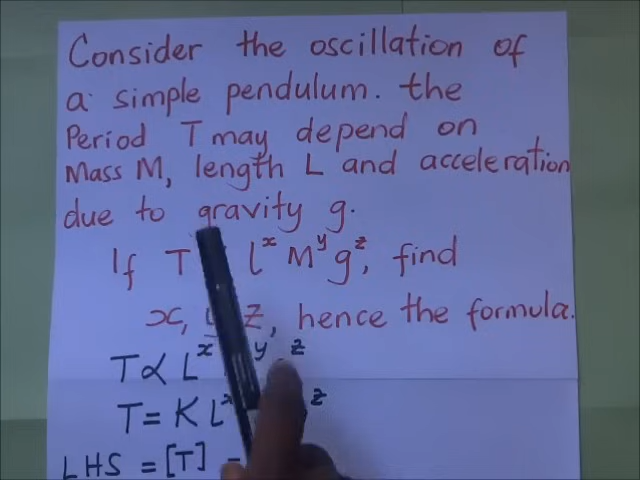 Consider the oscillation of
a simple pendulum. the
Period T may depend on
Mass M, length L and acceleration
due to gravity g.
If T l^x M^y g^z, find
x, z, hence the formula.
T∝ L^x y z
T= K L^x z
LHS = [T] =